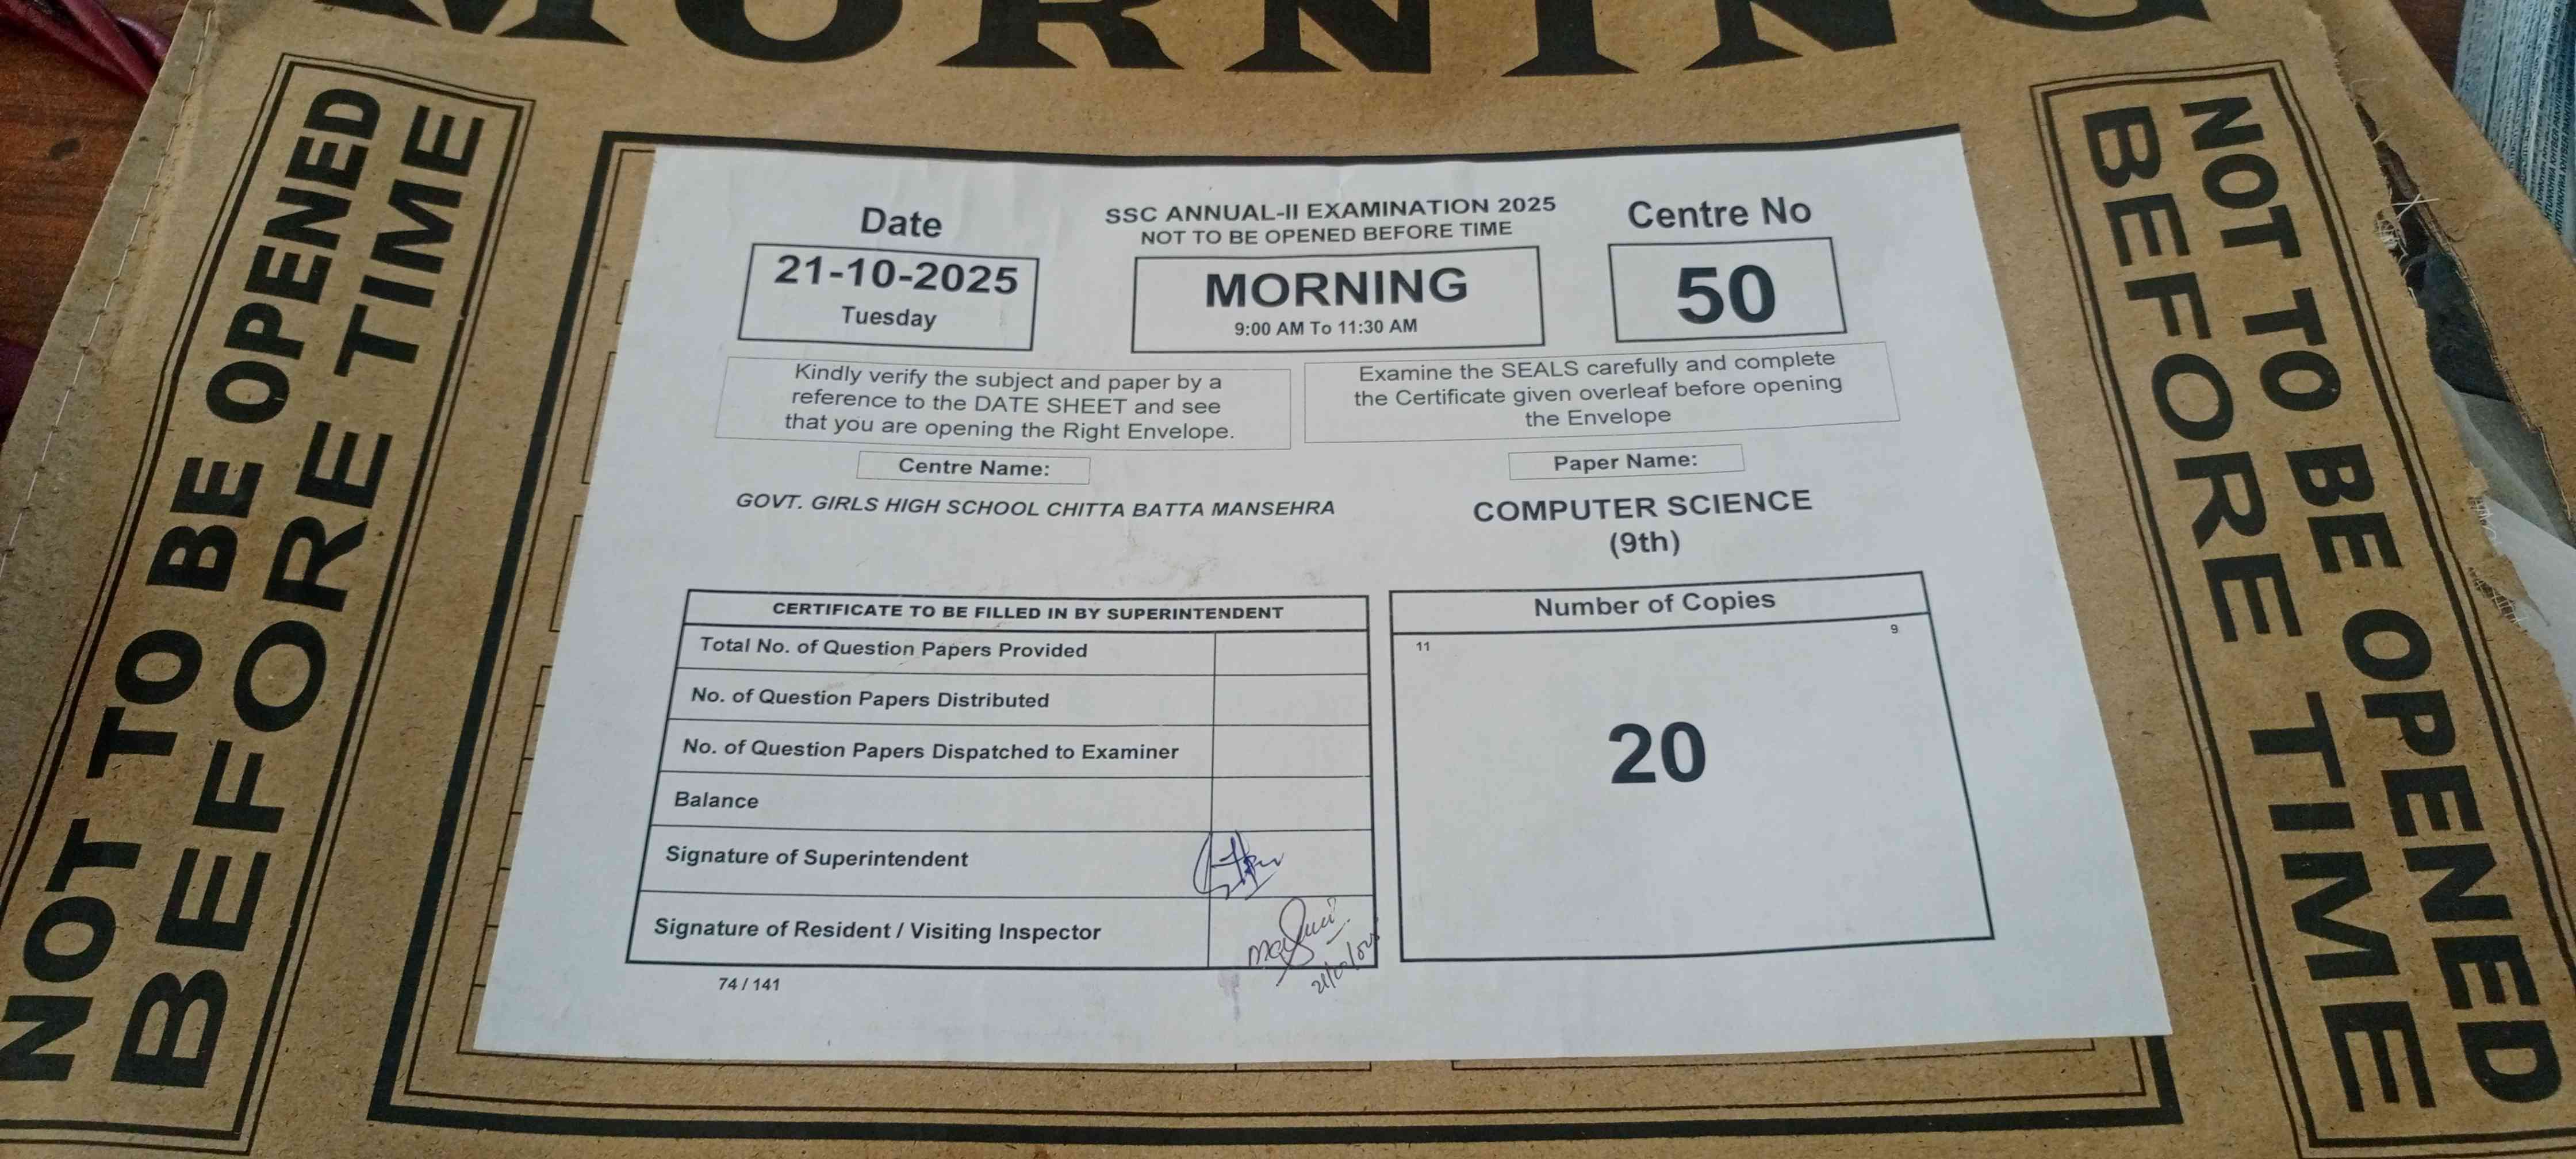 MORNING
NOT TO BE OPENED
BEFORE TIME
Date
21-10-2025
Tuesday
SSC ANNUAL-II EXAMINATION 2025
NOT TO BE OPENED BEFORE TIME
MORNING
9:00 AM To 11:30 AM
Centre No
50
Kindly verify the subject and paper by a
reference to the DATE SHEET and see
that you are opening the Right Envelope.
Examine the SEALS carefully and complete
the Certificate given overleaf before opening
the Envelope
Centre Name:
GOVT. GIRLS HIGH SCHOOL CHITTA BATTA MANSEHRA
Paper Name:
COMPUTER SCIENCE
(9th)
CERTIFICATE TO BE FILLED IN BY SUPERINTENDENT
Total No. of Question Papers Provided
No. of Question Papers Distributed
No. of Question Papers Dispatched to Examiner
Balance
Signature of Superintendent
Signature of Resident / Visiting Inspector
74 / 141
Number of Copies
11 9
20
NOT TO BE OPENED
BEFORE TIME